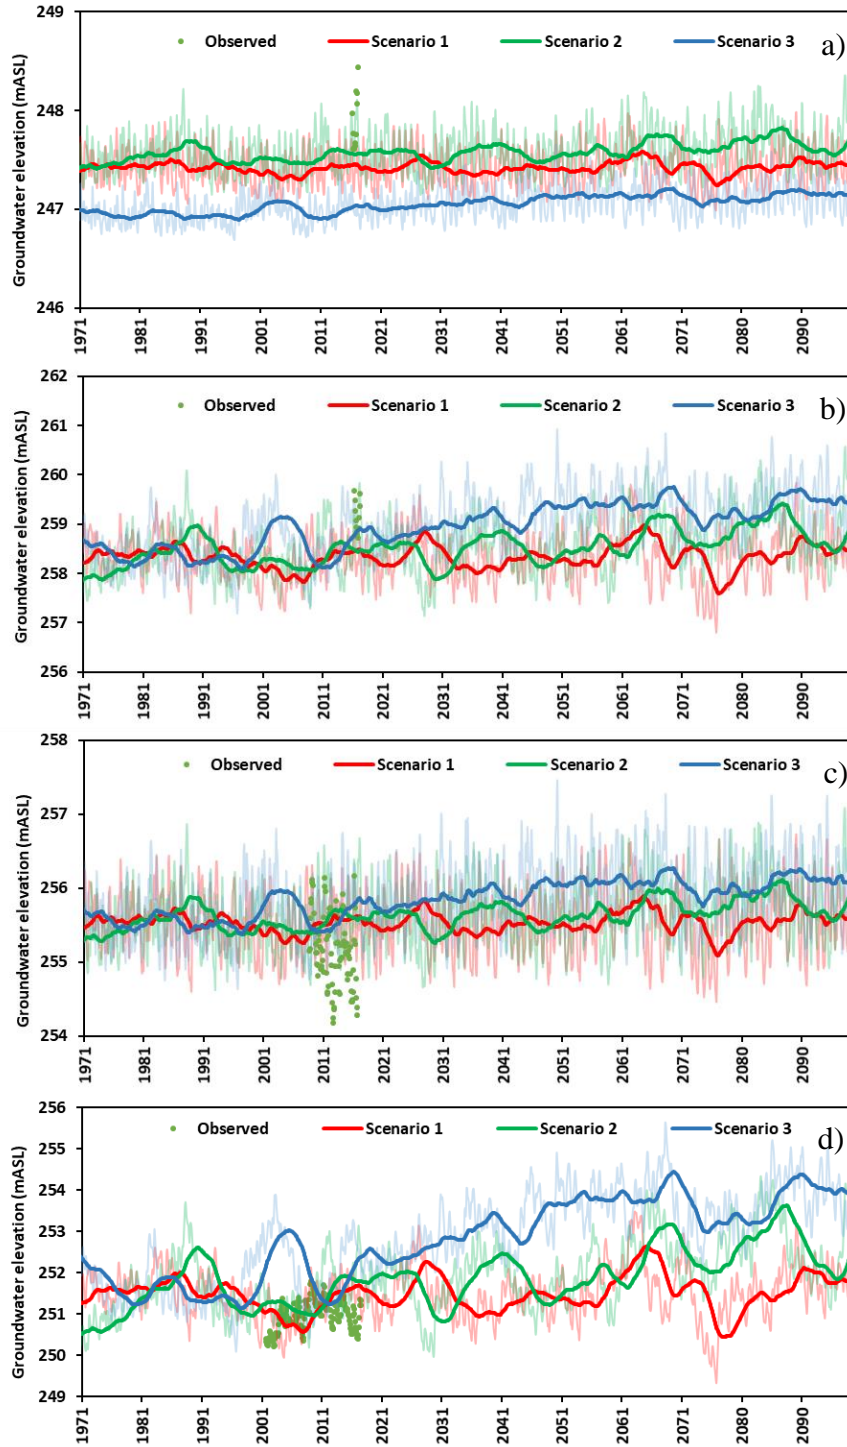 249
Observed Scenario 1 Scenario 2 Scenario 3 a)
248
247
246
Groundwater elevation (mASL)
1971 1981 1991 2001 2011 2021 2031 2041 2051 2061 2071 2080 2090
262
Observed Scenario 1 Scenario 2 Scenario 3 b)
261
260
259
258
257
256
Groundwater elevation (mASL)
1971 1981 1991 2001 2011 2021 2031 2041 2051 2061 2071 2080 2090
258
Observed Scenario 1 Scenario 2 Scenario 3 c)
257
256
255
254
Groundwater elevation (mASL)
1971 1981 1991 2001 2011 2021 2031 2041 2051 2061 2071 2080 2090
256
Observed Scenario 1 Scenario 2 Scenario 3 d)
255
254
253
252
251
250
249
Groundwater elevation (mASL)
1971 1981 1991 2001 2011 2021 2031 2041 2051 2061 2071 2080 2090